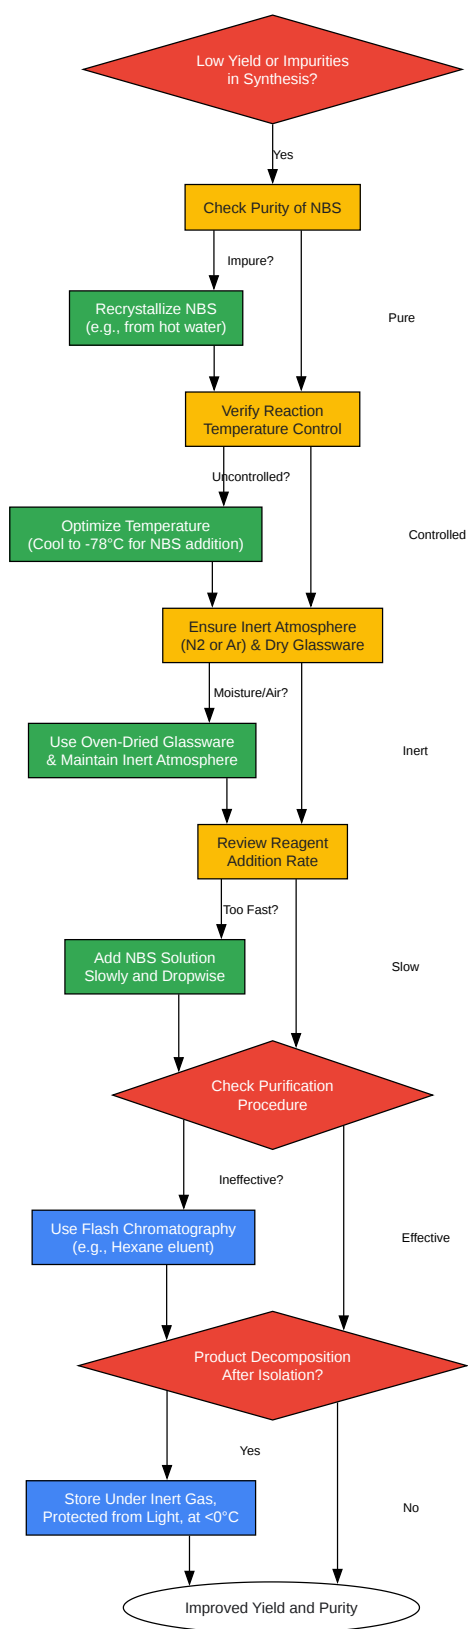 Low Yield or Impurities
in Synthesis?
Yes
Check Purity of NBS
Impure?
Recrystallize NBS
(e.g., from hot water)
Pure
Verify Reaction
Temperature Control
Uncontrolled?
Optimize Temperature
(Cool to -78°C for NBS addition)
Controlled
Ensure Inert Atmosphere
(N2 or Ar) & Dry Glassware
Moisture/Air?
Use Oven-Dried Glassware
& Maintain Inert Atmosphere
Inert
Review Reagent
Addition Rate
Too Fast?
Add NBS Solution
Slowly and Dropwise
Slow
Check Purification
Procedure
Ineffective?
Use Flash Chromatography
(e.g., Hexane eluent)
Effective
Product Decomposition
After Isolation?
Yes
Store Under Inert Gas,
Protected from Light, at <0°C
No
Improved Yield and Purity